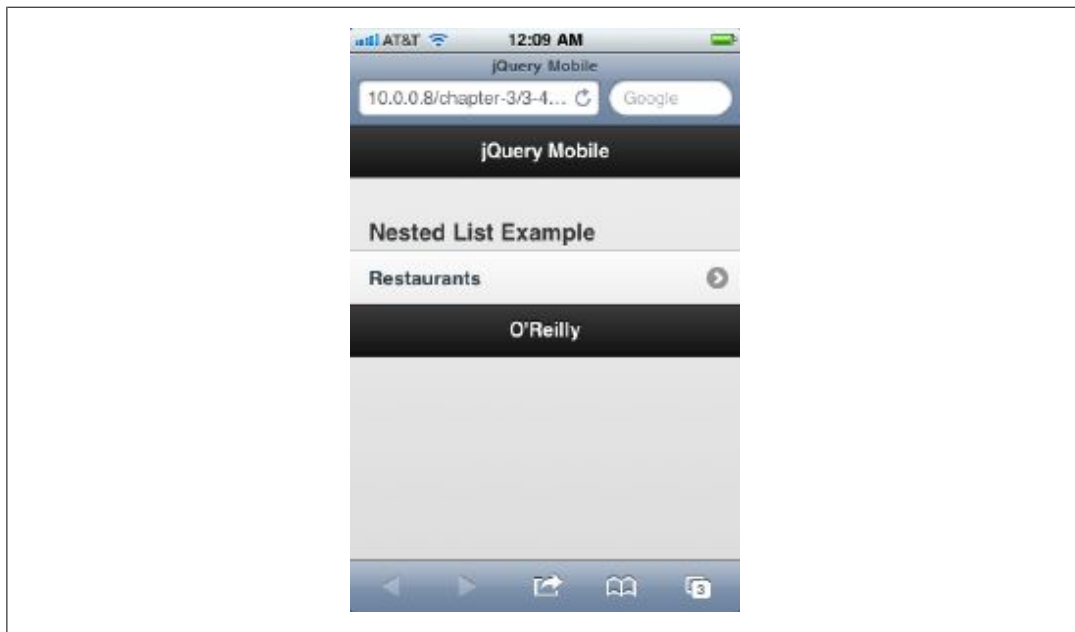 AT&T 12:09 AM
jQuery Mobile
10.0.0.8/chapter-3/3-4... Google
jQuery Mobile
Nested List Example
Restaurants
O'Reilly
3